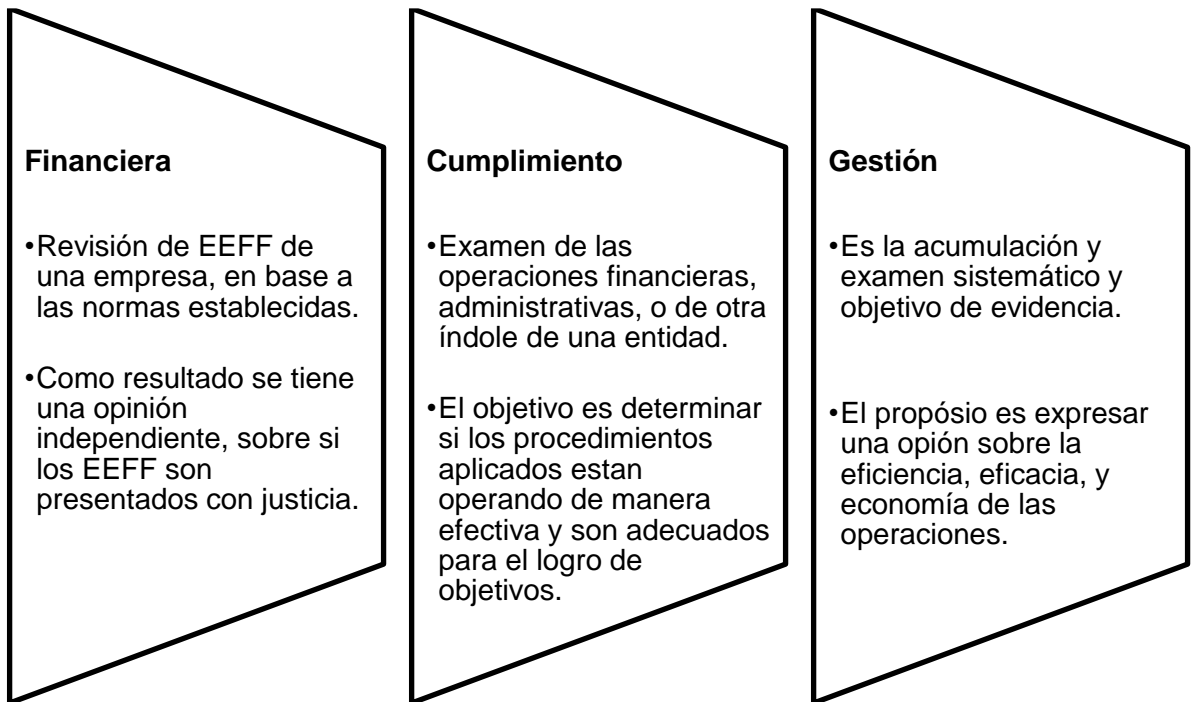 Financiera
•Revisión de EEFF de
una empresa, en base a
las normas establecidas.
•Como resultado se tiene
una opinión
independiente, sobre si
los EEFF son
presentados con justicia.
Cumplimiento
•Examen de las
operaciones financieras,
administrativas, o de otra
índole de una entidad.
•El objetivo es determinar
si los procedimientos
aplicados estan
operando de manera
efectiva y son adecuados
para el logro de
objetivos.
Gestión
•Es la acumulación y
examen sistemático y
objetivo de evidencia.
•El propósio es expresar
una opión sobre la
eficiencia, eficacia, y
economía de las
operaciones.